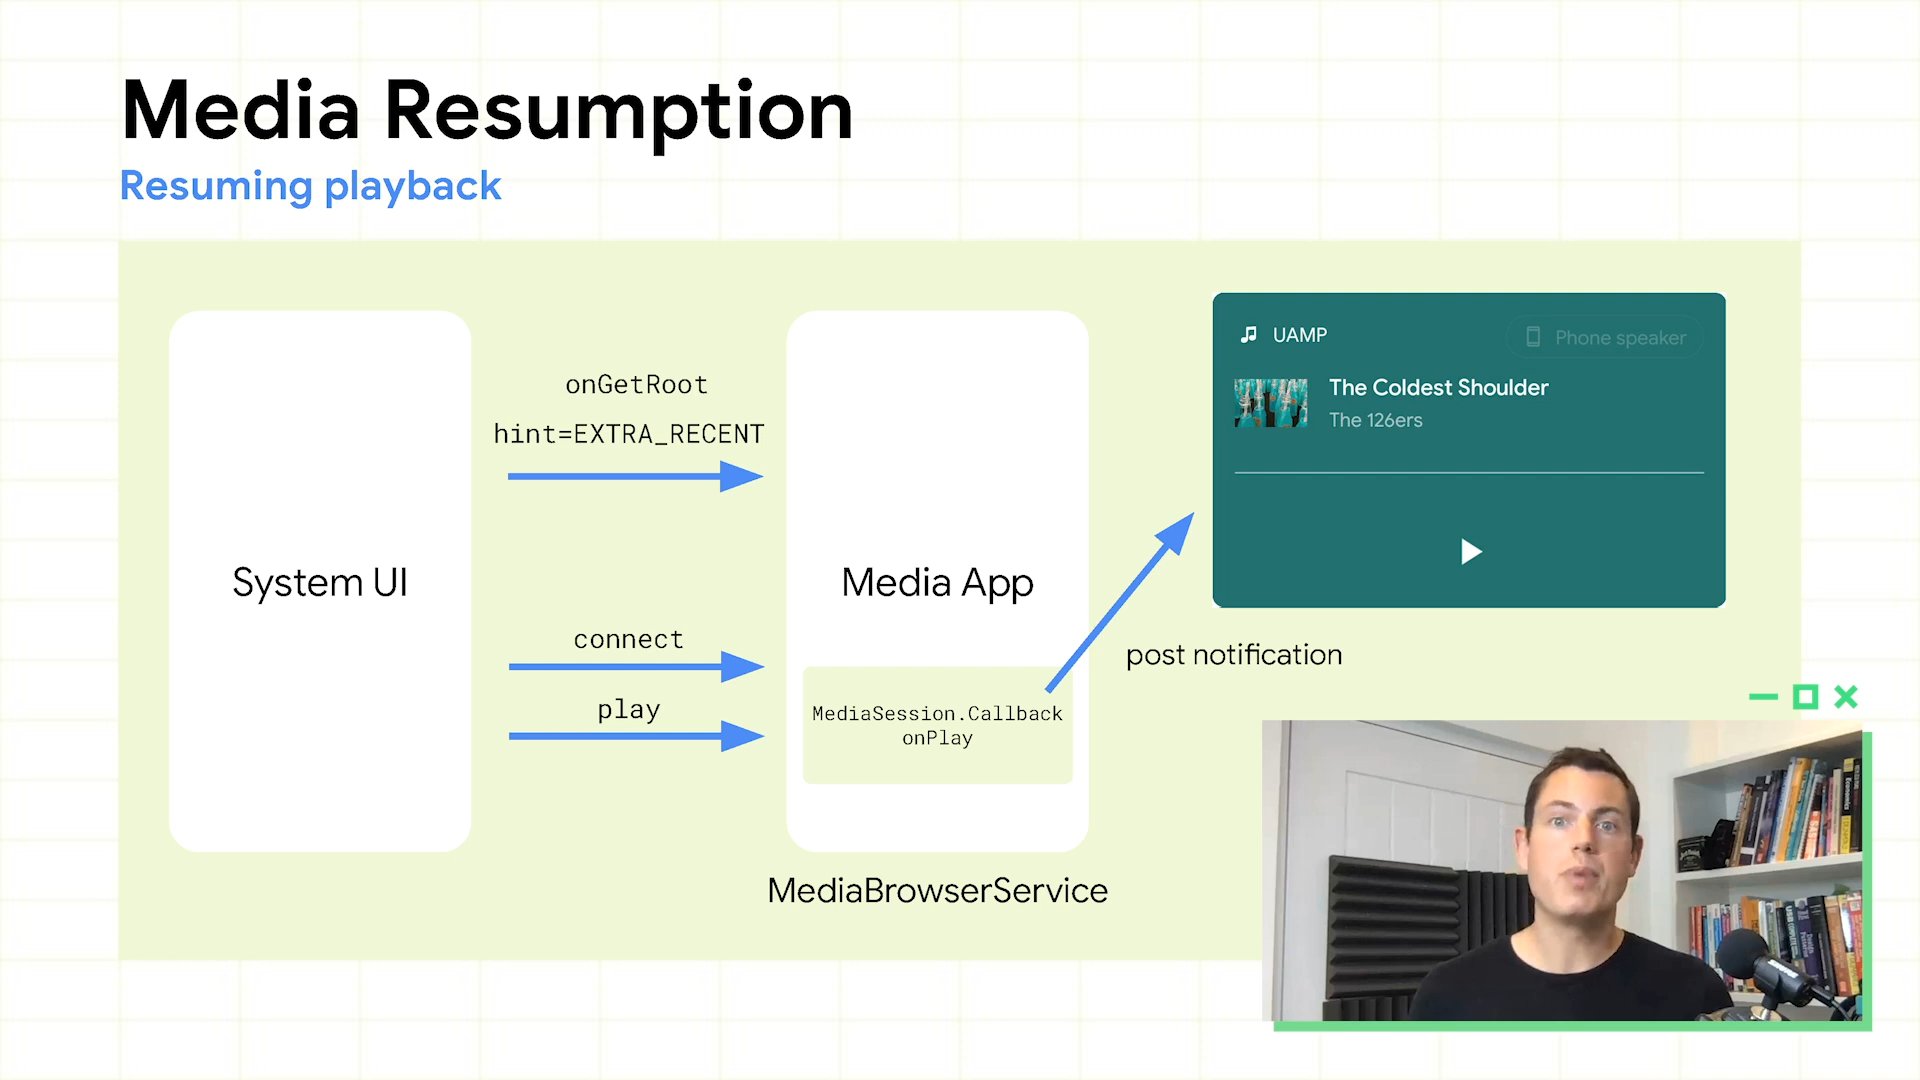 Media Resumption
Resuming playback
onGetRoot
hint=EXTRA_RECENT
System UI
connect
play
Media App
MediaSession.Callback
onPlay
MediaBrowserService
post notification
UAMP
Phone speaker
The Coldest Shoulder
The 126ers